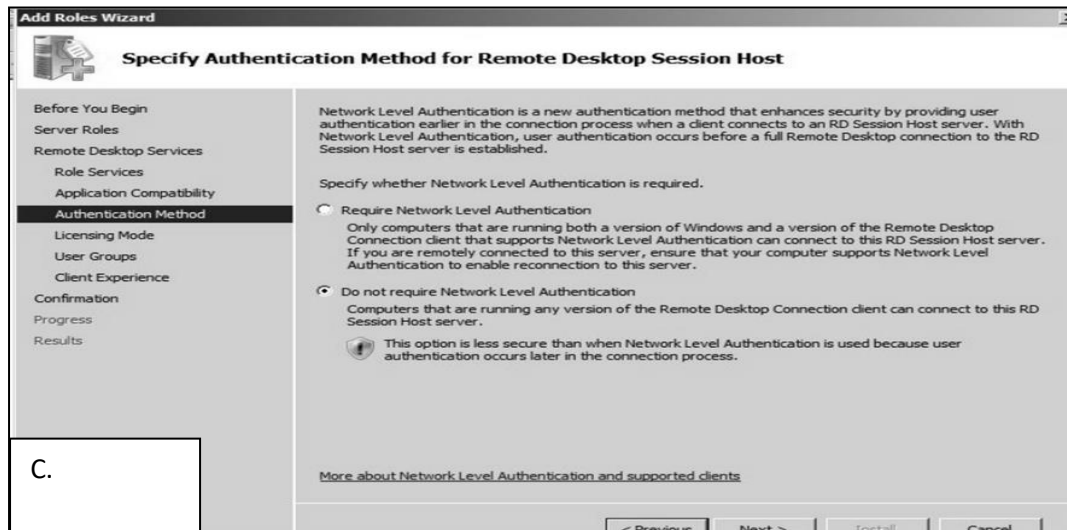 Add Roles Wizard
Specify Authentication Method for Remote Desktop Session Host
Before You Begin
Server Roles
Remote Desktop Services
Role Services
Application Compatibility
Authentication Method
Licensing Mode
User Groups
Client Experience
Confirmation
Progress
Results
Network Level Authentication is a new authentication method that enhances security by providing user
authentication earlier in the connection process when a client connects to an RD Session Host server. With
Network Level Authentication, user authentication occurs before a full Remote Desktop connection to the RD
Session Host server is established.
Specify whether Network Level Authentication is required.
Require Network Level Authentication
Only computers that are running both a version of Windows and a version of the Remote Desktop
Connection client that supports Network Level Authentication can connect to this RD Session Host server.
If you are remotely connected to this server, ensure that your computer supports Network Level
Authentication to enable reconnection to this server.
Do not require Network Level Authentication
Computers that are running any version of the Remote Desktop Connection client can connect to this RD
Session Host server.
This option is less secure than when Network Level Authentication is used because user
authentication occurs later in the connection process.
More about Network Level Authentication and supported clients
< Previous Next > Install Cancel
C.